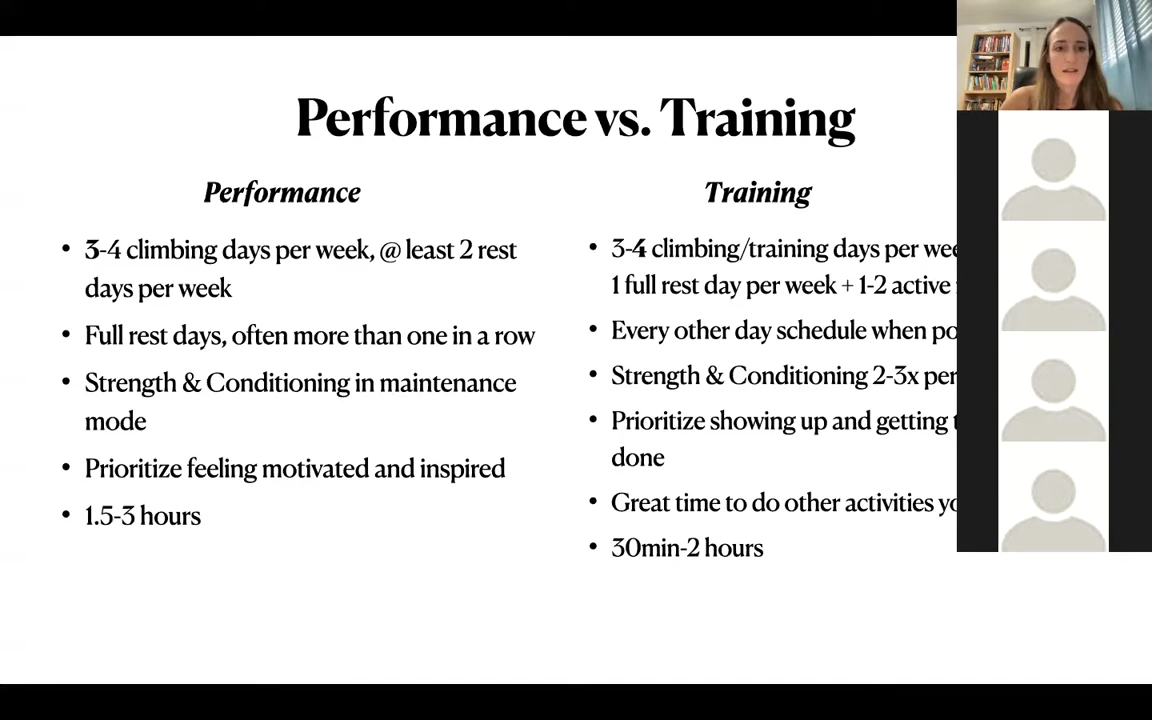 Performance vs. Training
Performance
• 3-4 climbing days per week, @ least 2 rest
days per week
• Full rest days, often more than one in a row
• Strength & Conditioning in maintenance
mode
• Prioritize feeling motivated and inspired
• 1.5-3 hours
Training
• 3-4 climbing/training days per
1 full rest day per week + 1-2 active
• Every other day schedule when
• Strength & Conditioning 2-3x per
• Prioritize showing up and getting
done
• Great time to do other activities
• 30min-2 hours